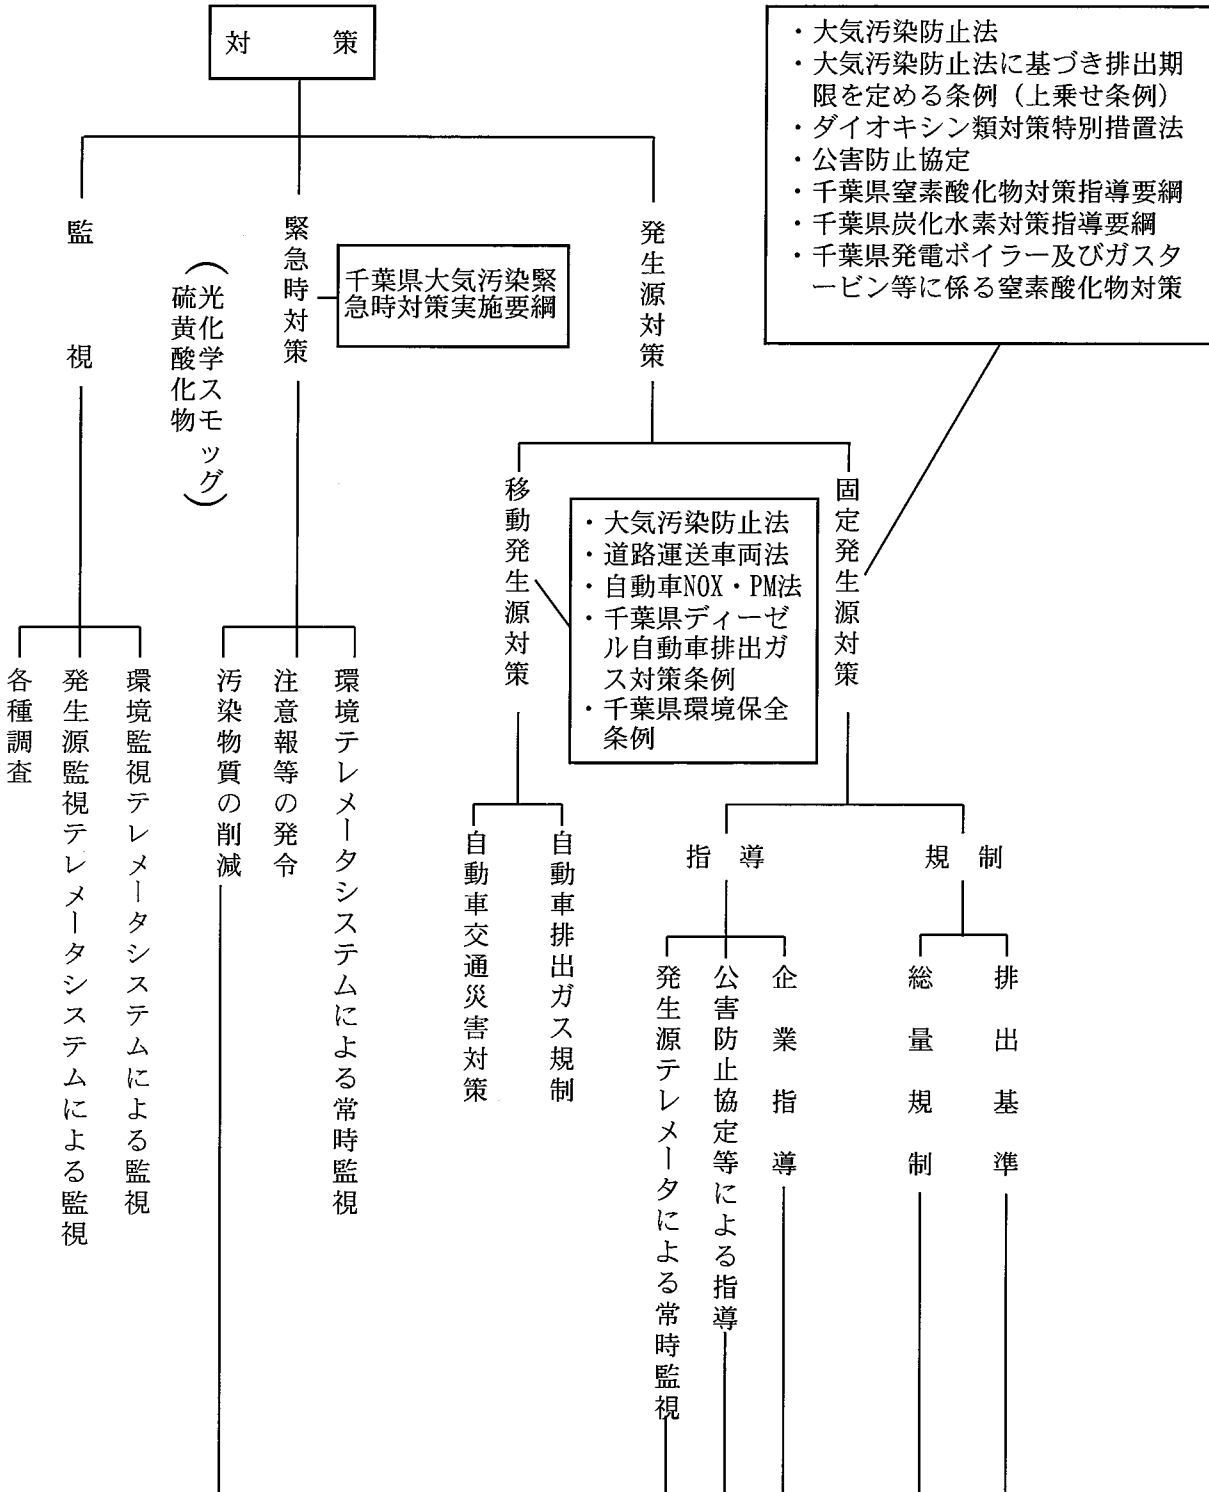 対 策
・大気汚染防止法
・大気汚染防止法に基づき排出期
限を定める条例（上乗せ条例）
・ダイオキシン類対策特別措置法
・公害防止協定
・千葉県窒素酸化物対策指導要綱
・千葉県炭化水素対策指導要綱
・千葉県発電ボイラー及びガスタ
ービン等に係る窒素酸化物対策
監 視
緊急時対策
（光化学スモッグ
硫黄酸化物）
千葉県大気汚染緊
急時対策実施要綱
発生源対策
移動発生源対策
・大気汚染防止法
・道路運送車両法
・自動車NOX・PM法
・千葉県ディーゼ
ル自動車排出ガ
ス対策条例
・千葉県環境保全
条例
固定発生源対策
各種調査
発生源監視テレメータシステムによる監視
環境監視テレメータシステムによる監視
汚染物質の削減
注意報等の発令
環境テレメータシステムによる常時監視
自動車交通災害対策
自動車排出ガス規制
指 導
規 制
発生源テレメータによる常時監視
公害防止協定等による指導
企業指導
総量規制
排出基準